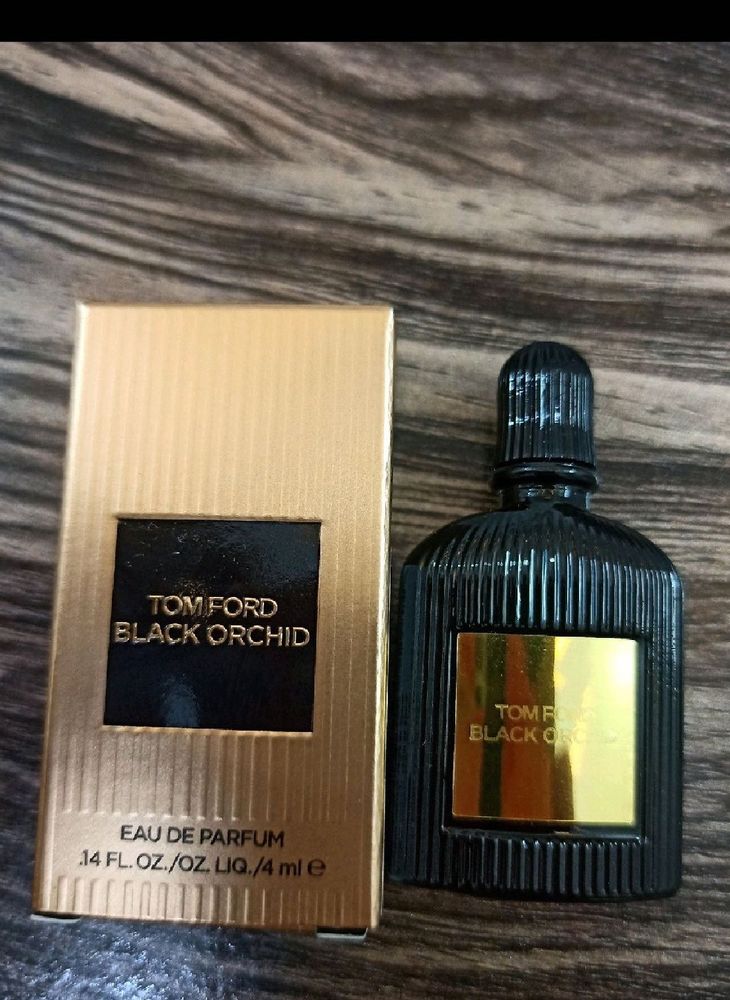 TOM FORD
BLACK ORCHID
EAU DE PARFUM
.14 FL. OZ./OZ. LIQ./4 ml ℮
TOM FORD
BLACK ORCHID